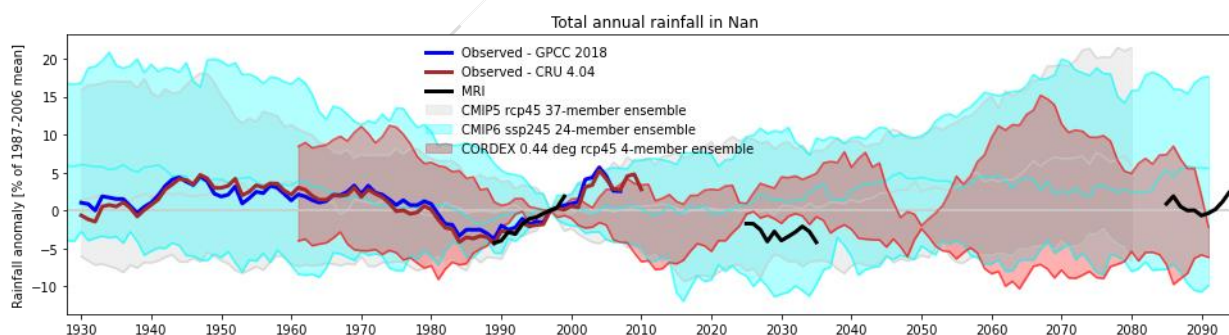 Total annual rainfall in Nan
Rainfall anomaly [% of 1987-2006 mean]
20
15
10
5
0
−5
−10
Observed - GPCC 2018
Observed - CRU 4.04
MRI
CMIP5 rcp45 37-member ensemble
CMIP6 ssp245 24-member ensemble
CORDEX 0.44 deg rcp45 4-member ensemble
1930 1940 1950 1960 1970 1980 1990 2000 2010 2020 2030 2040 2050 2060 2070 2080 2090